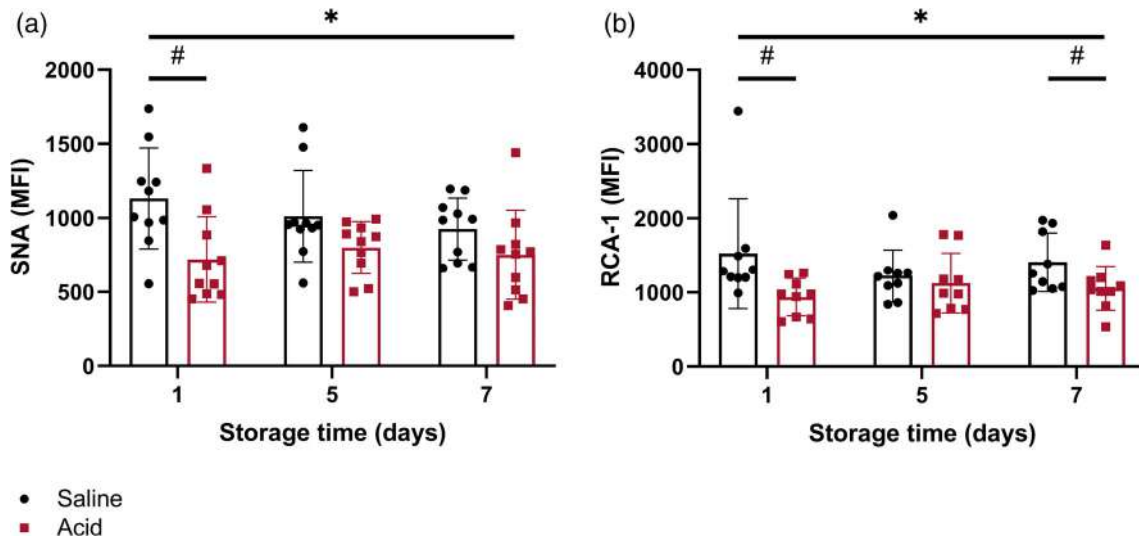 (a)
*
#
2000
1500
1000
500
0
SNA (MFI)
1 5 7
Storage time (days)
(b)
*
# #
4000
3000
2000
1000
0
RCA-1 (MFI)
1 5 7
Storage time (days)
Saline
Acid